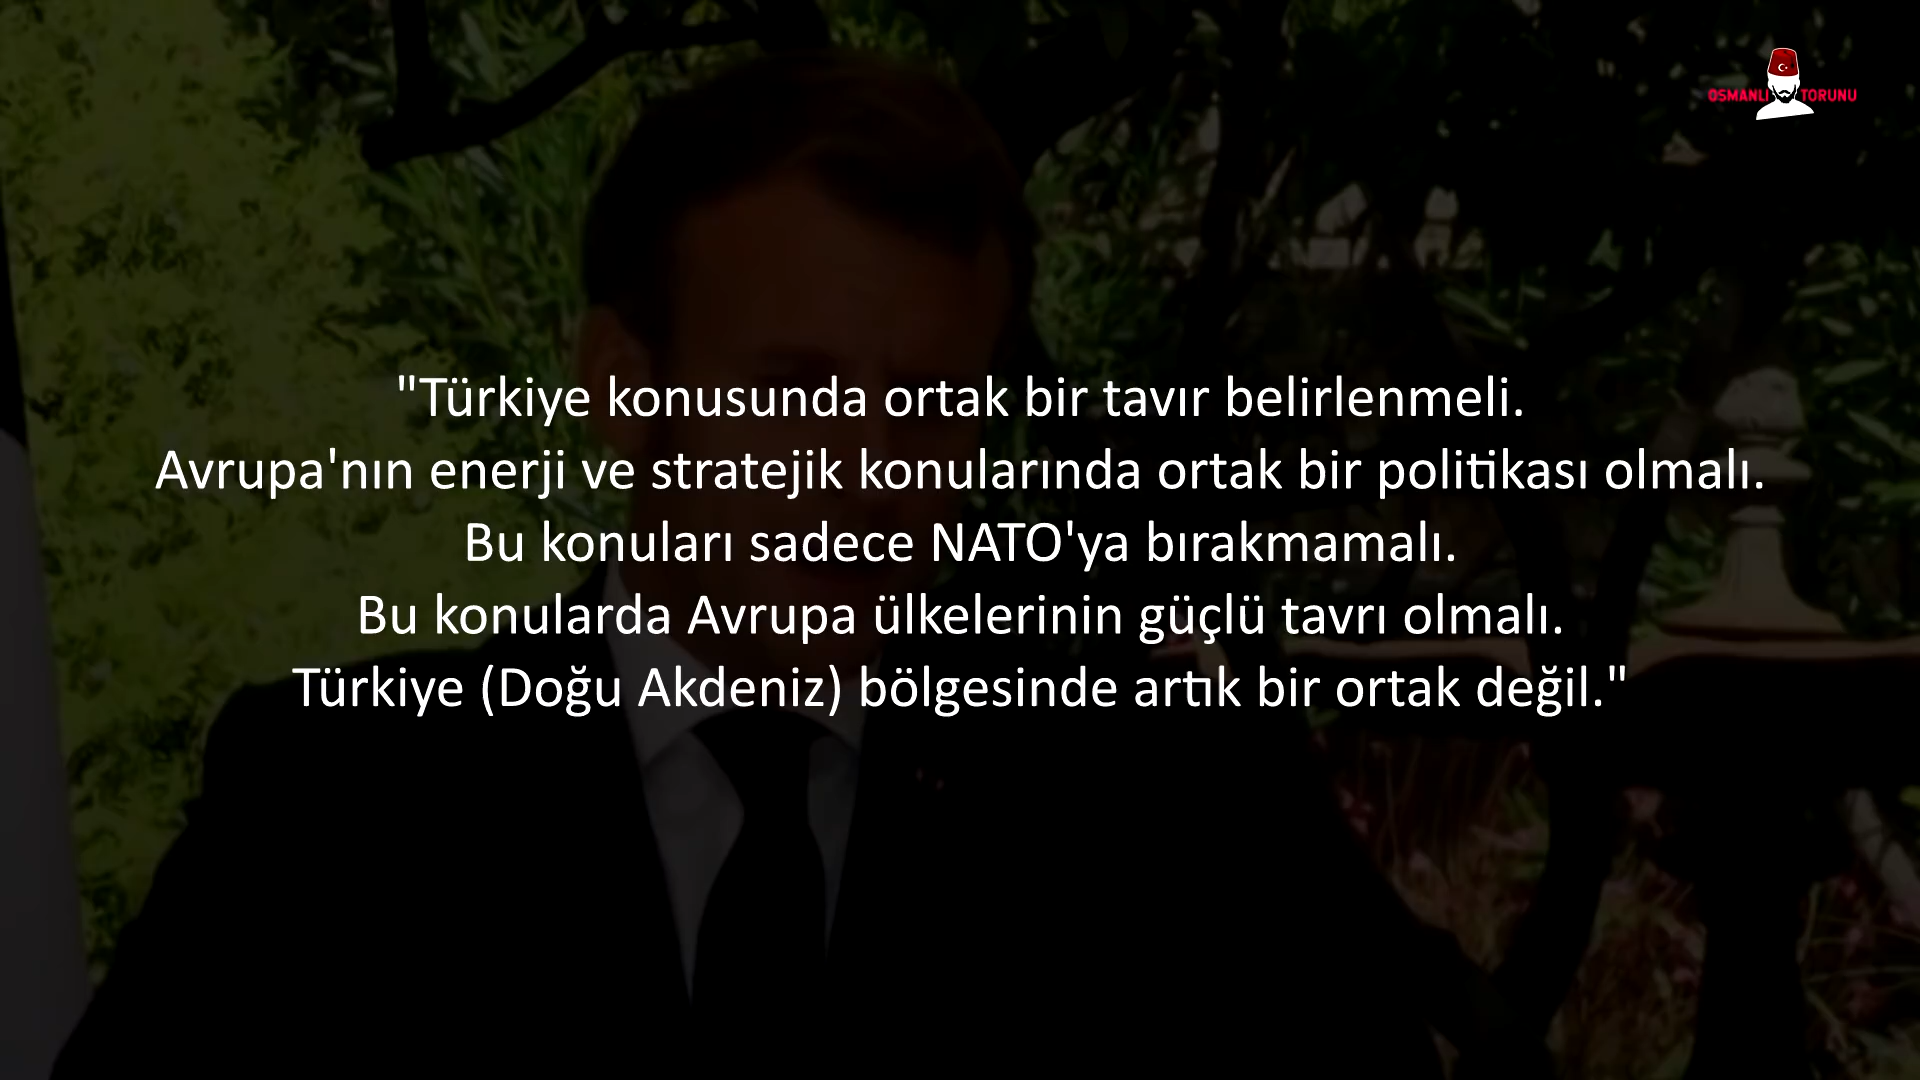 OSMANLI TORUNU
"Türkiye konusunda ortak bir tavır belirlenmeli.
Avrupa'nın enerji ve stratejik konularında ortak bir politikası olmalı.
Bu konuları sadece NATO'ya bırakmamalı.
Bu konularda Avrupa ülkelerinin güçlü tavrı olmalı.
Türkiye (Doğu Akdeniz) bölgesinde artık bir ortak değil."